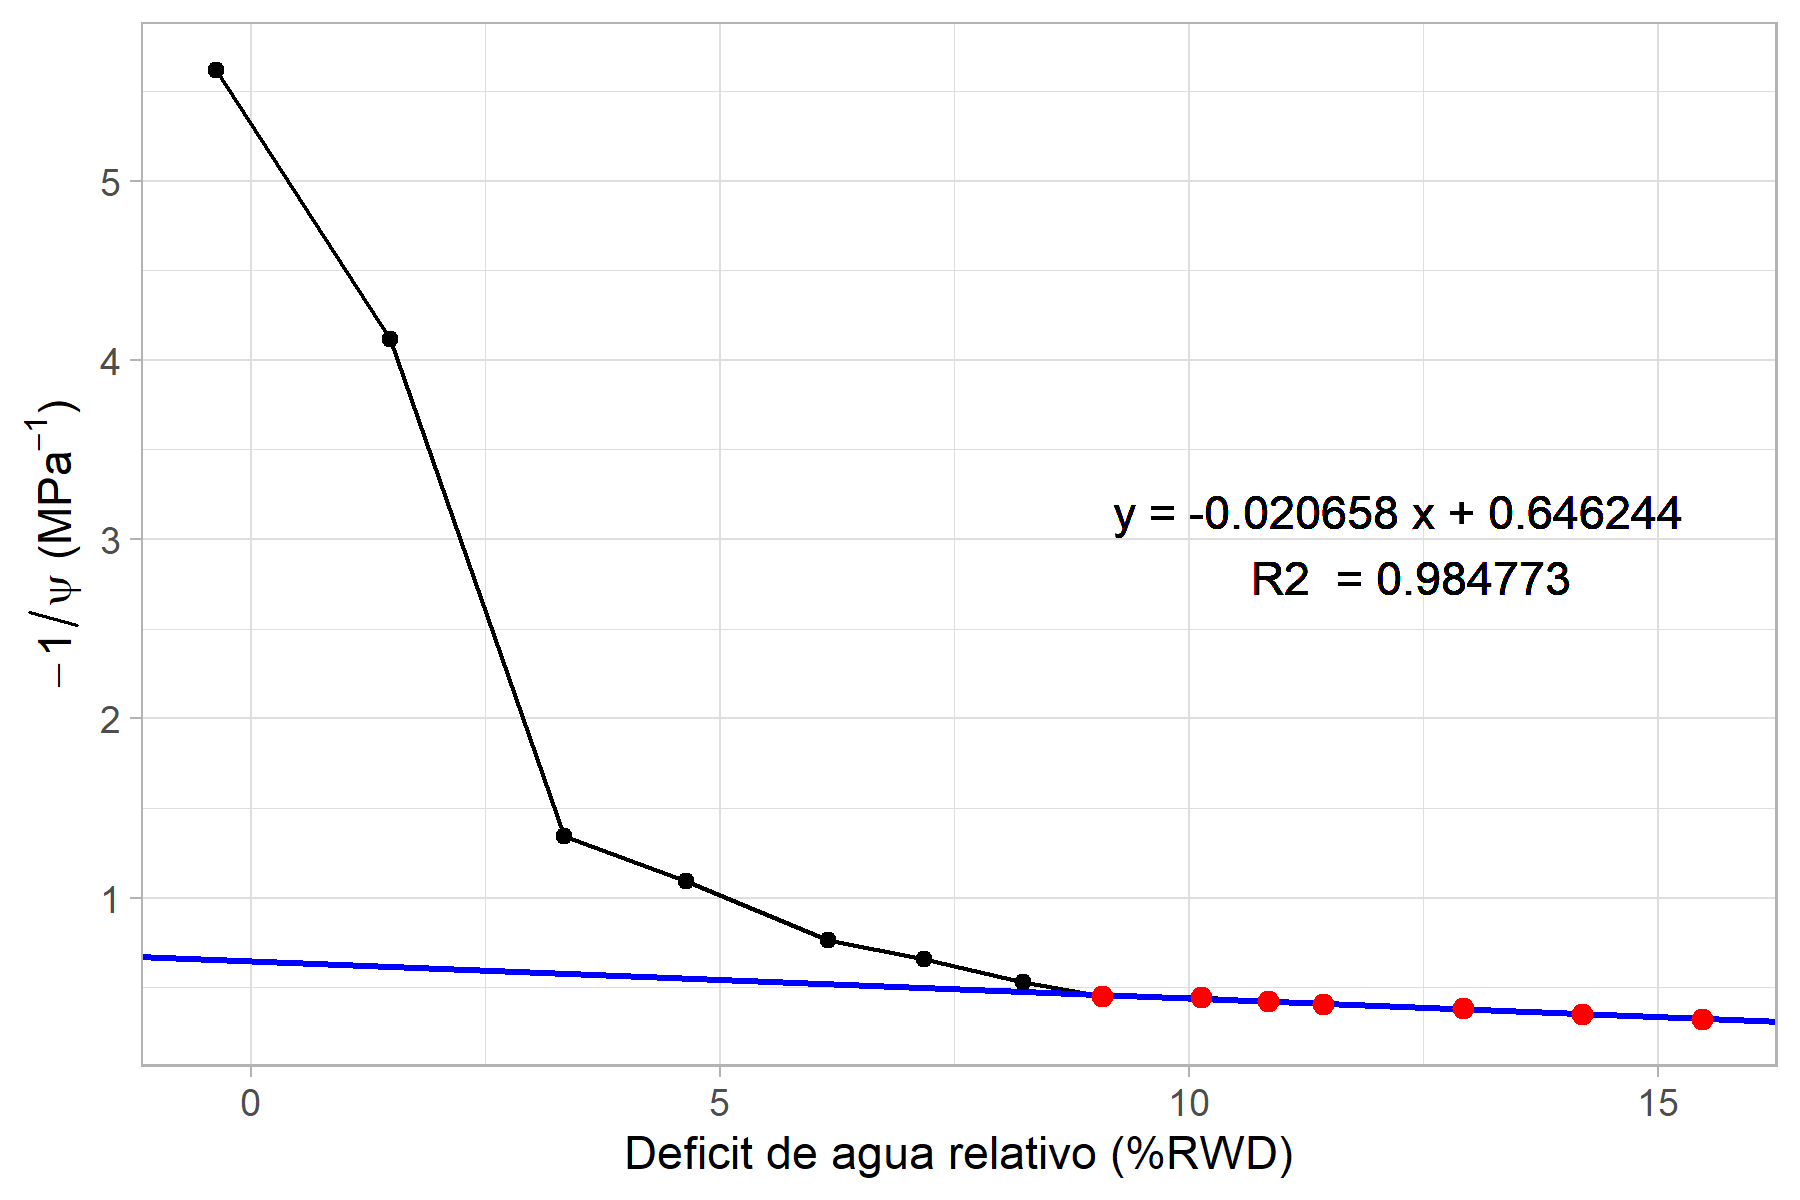 −1/ψ (MPa⁻¹)
5
4
3
2
1
y = -0.020658 x + 0.646244
R2  = 0.984773
0 5 10 15
Deficit de agua relativo (%RWD)